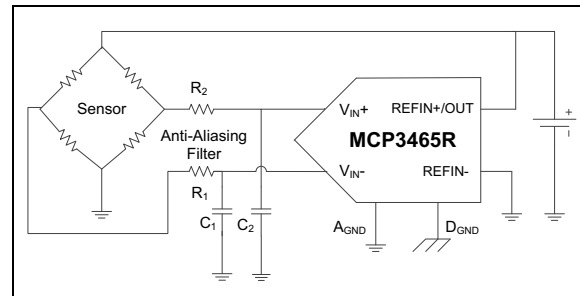 Sensor
R2
Anti-Aliasing
Filter
R1
C1
C2
VIN+
REFIN+/OUT
MCP3465R
VIN-
REFIN-
AGND
DGND
+
–